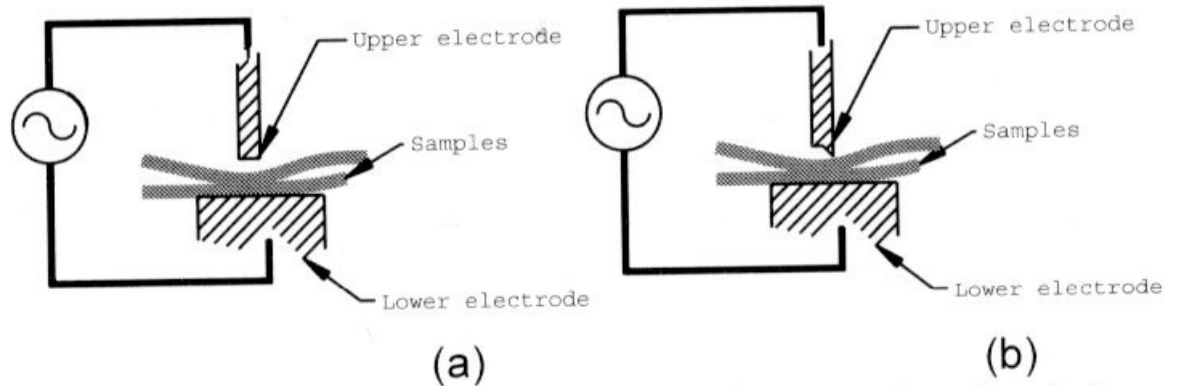 Upper electrode
Samples
Lower electrode
(a)
Upper electrode
Samples
Lower electrode
(b)